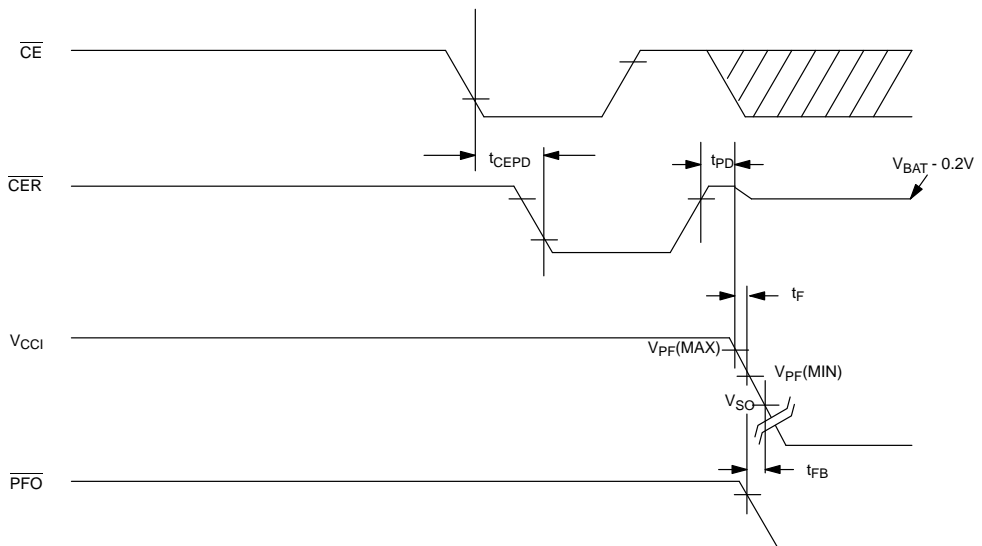 CE
tCEPD
tPD
VBAT - 0.2V
CER
tF
VCCI
VPF(MAX)
VPF(MIN)
VSO
tFB
PFO